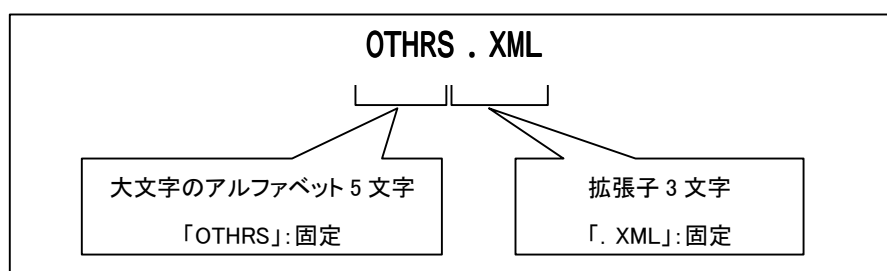 OTHRS . XML
大文字のアルファベット 5 文字
「OTHRS」:固定
拡張子 3 文字
「. XML」:固定